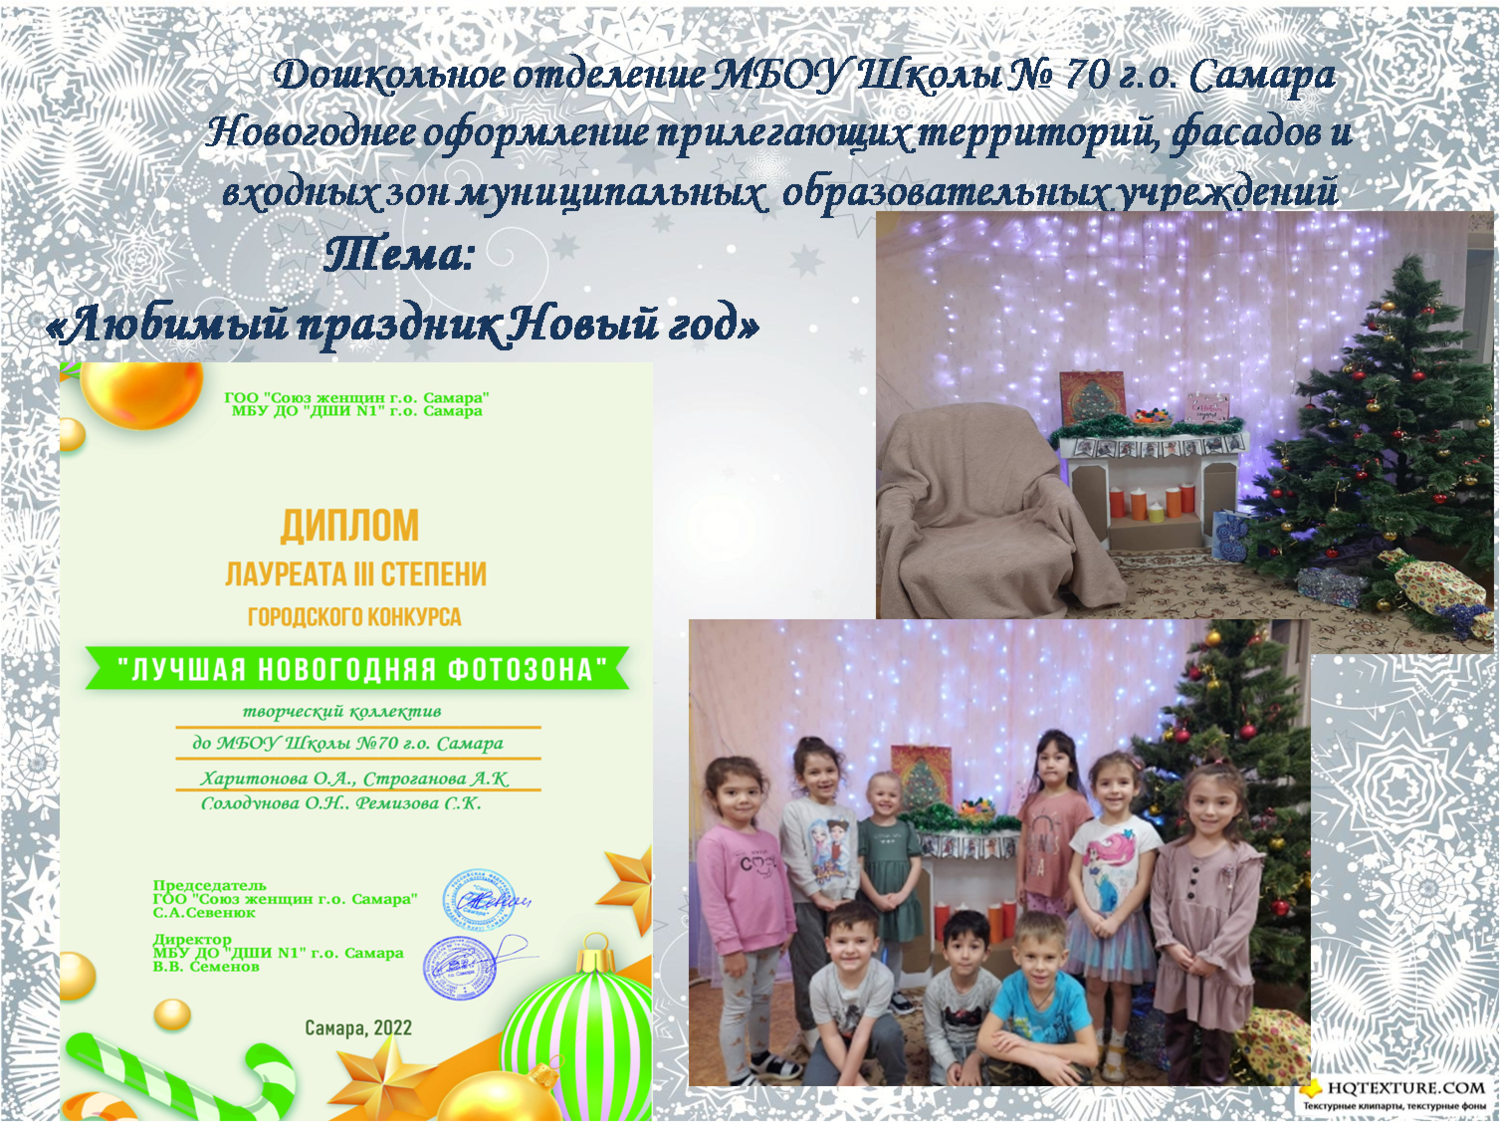 Дошкольное отделение МБОУ Школы № 70 г.о. Самара
Новогоднее оформление прилегающих территорий, фасадов и
входных зон муниципальных образовательных учреждений
Тема:
«Любимый праздник Новый год»
ГОО "Союз женщин г.о. Самара"
МБУ ДО "ДШИ N1" г.о. Самара
ДИПЛОМ
ЛАУРЕАТА III СТЕПЕНИ
ГОРОДСКОГО КОНКУРСА
"ЛУЧШАЯ НОВОГОДНЯЯ ФОТОЗОНА"
творческий коллектив
до МБОУ Школы №70 г.о. Самара
Харитонова О.А., Строганова А.К
Солодунова О.Н.. Ремизова С.К.
Председатель
ГОО "Союз женщин г.о. Самара"
С.А.Севенюк
Директор
МБУ ДО "ДШИ N1" г.о. Самара
В.В. Семенов
Самара, 2022
HQTEXTURE.COM
Текстурные клипарты, текстурные фоны